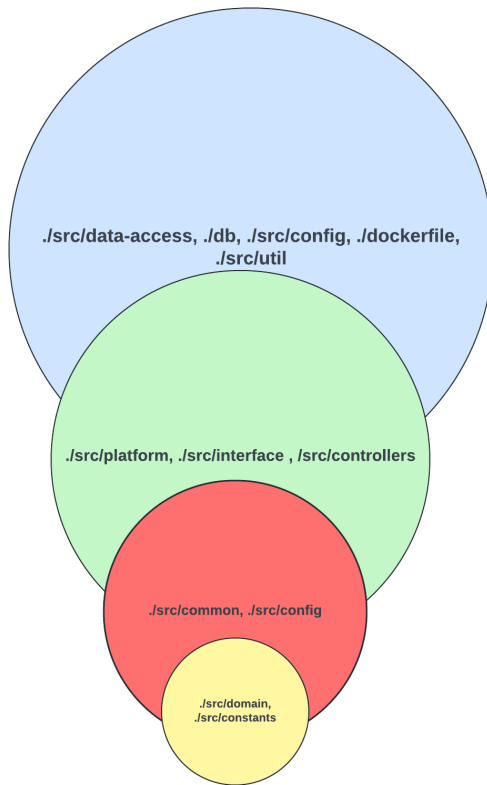 ./src/data-access, ./db, ./src/config, ./dockerfile,
./src/util
./src/platform, ./src/interface , /src/controllers
./src/common, ./src/config
./src/domain,
./src/constants